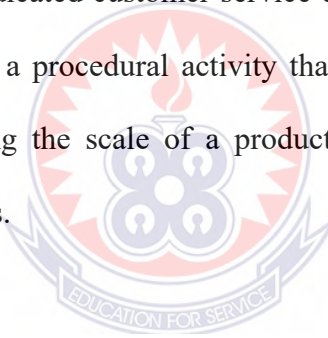 dicated customer service
a procedural activity tha
g the scale of a product
s.
EDUCATION FOR SERVICE